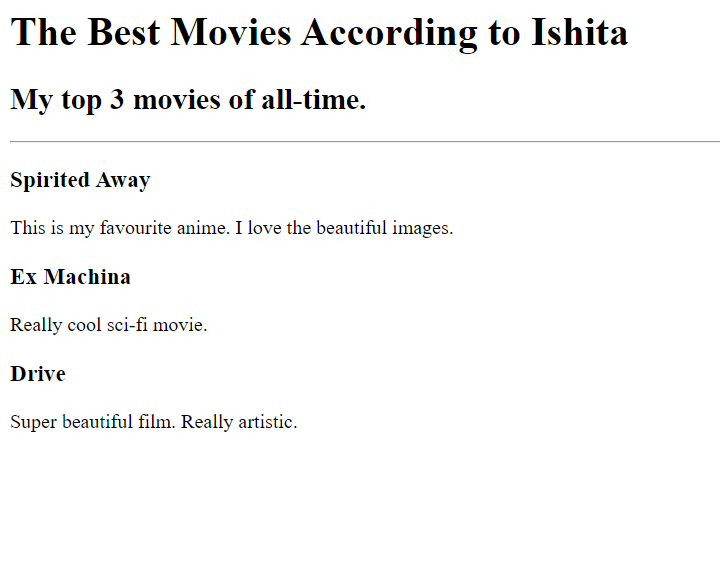 The Best Movies According to Ishita
My top 3 movies of all-time.
Spirited Away
This is my favourite anime. I love the beautiful images.
Ex Machina
Really cool sci-fi movie.
Drive
Super beautiful film. Really artistic.